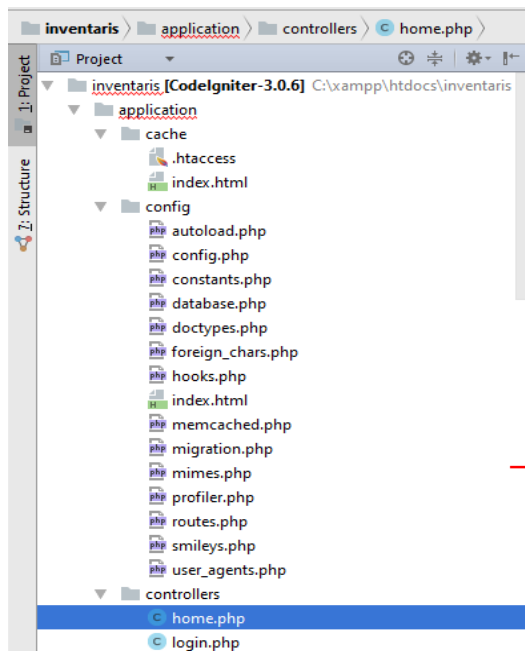 inventaris application controllers home.php
1: Project
7: Structure
Project
inventaris [CodeIgniter-3.0.6] C:\xampp\htdocs\inventaris
application
cache
.htaccess
index.html
config
autoload.php
config.php
constants.php
database.php
doctypes.php
foreign_chars.php
hooks.php
index.html
memcached.php
migration.php
mimes.php
profiler.php
routes.php
smileys.php
user_agents.php
controllers
home.php
login.php